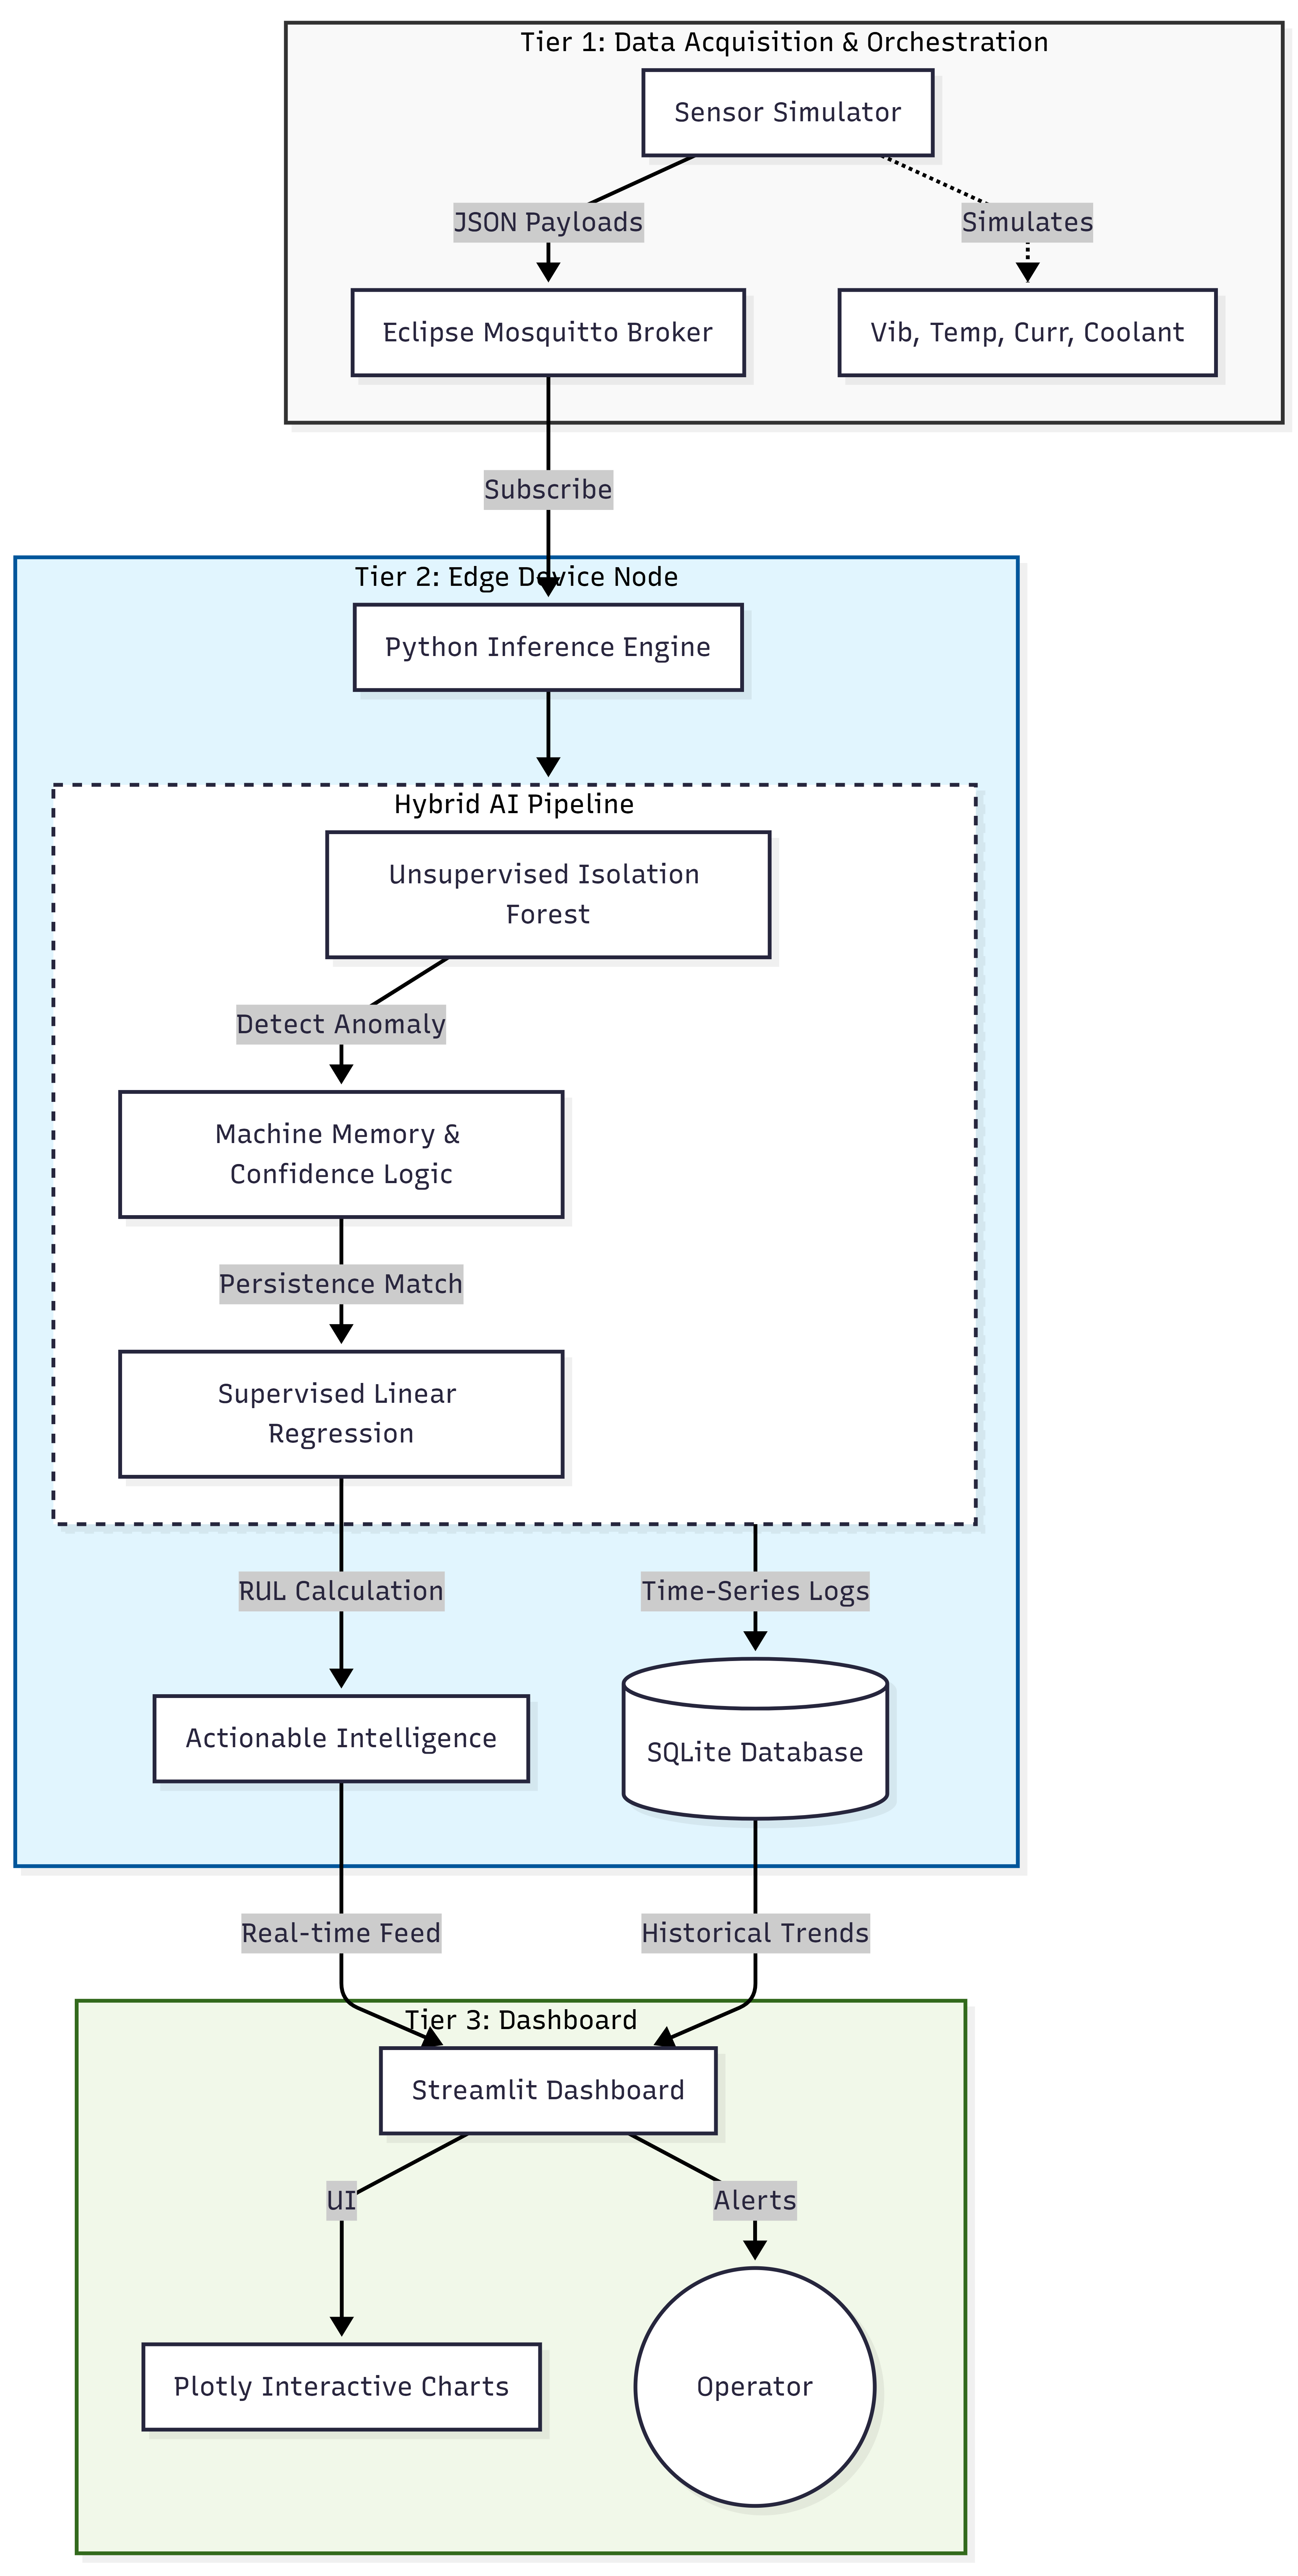 Tier 1: Data Acquisition & Orchestration
Sensor Simulator
JSON Payloads
Simulates
Eclipse Mosquitto Broker
Vib, Temp, Curr, Coolant
Subscribe
Tier 2: Edge Device Node
Python Inference Engine
Hybrid AI Pipeline
Unsupervised Isolation
Forest
Detect Anomaly
Machine Memory &
Confidence Logic
Persistence Match
Supervised Linear
Regression
RUL Calculation
Time-Series Logs
Actionable Intelligence
SQLite Database
Real-time Feed
Historical Trends
Tier 3: Dashboard
Streamlit Dashboard
UI
Alerts
Plotly Interactive Charts
Operator